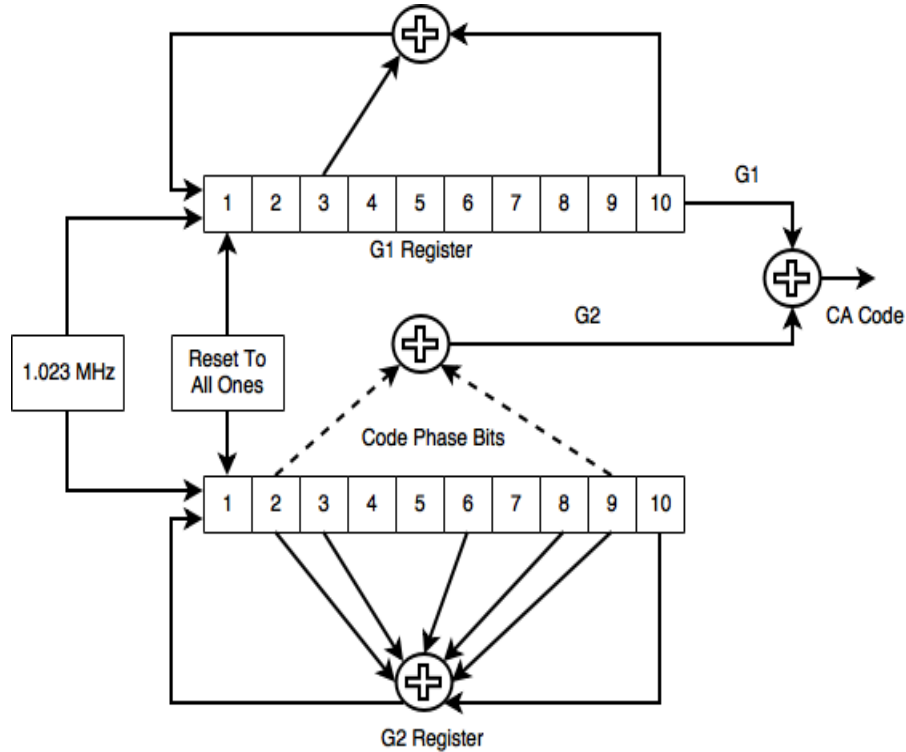 1 2 3 4 5 6 7 8 9 10
G1
G1 Register
G2
CA Code
1.023 MHz
Reset To
All Ones
Code Phase Bits
1 2 3 4 5 6 7 8 9 10
G2 Register